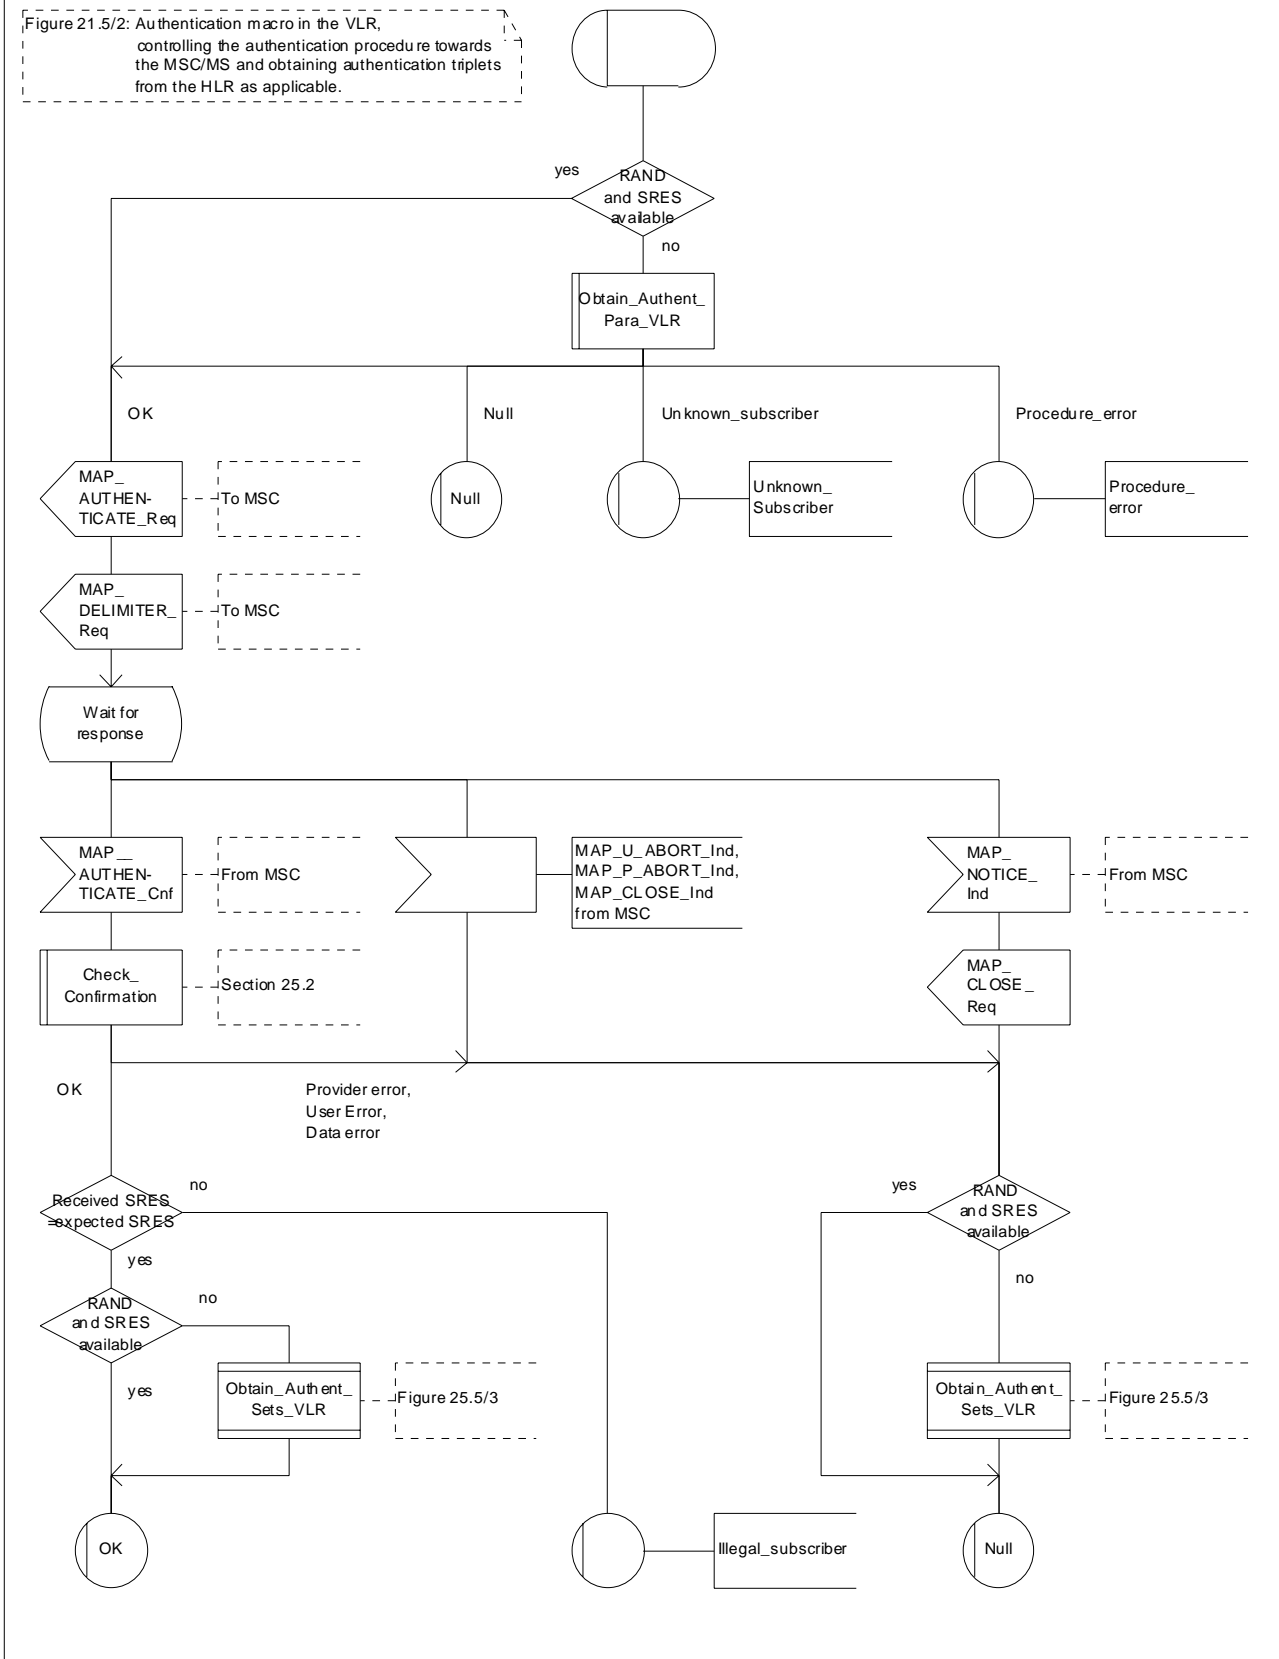 Figure 21.5/2: Authentication macro in the VLR,
controlling the authentication procedure towards
the MSC/MS and obtaining authentication triplets
from the HLR as applicable.
yes
RAND
and SRES
available
no
Obtain_Authent_
Para_VLR
OK
Null
Unknown_subscriber
Procedure_error
MAP_
AUTHEN-
TICATE_Req
To MSC
Null
Unknown_
Subscriber
Procedure_
error
MAP_
DELIMITER_
Req
To MSC
Wait for
response
MAP__
AUTHEN-
TICATE_Cnf
From MSC
MAP_U_ABORT_Ind,
MAP_P_ABORT_Ind,
MAP_CLOSE_Ind
from MSC
MAP_
NOTICE_
Ind
From MSC
Check_
Confirmation
Section 25.2
MAP_
CLOSE_
Req
OK
Provider error,
User Error,
Data error
Received SRES
=expected SRES
no
yes
yes
RAND
and SRES
available
no
RAND
and SRES
available
no
yes
Obtain_Authent_
Sets_VLR
Figure 25.5/3
Obtain_Authent_
Sets_VLR
Figure 25.5/3
OK
Illegal_subscriber
Null